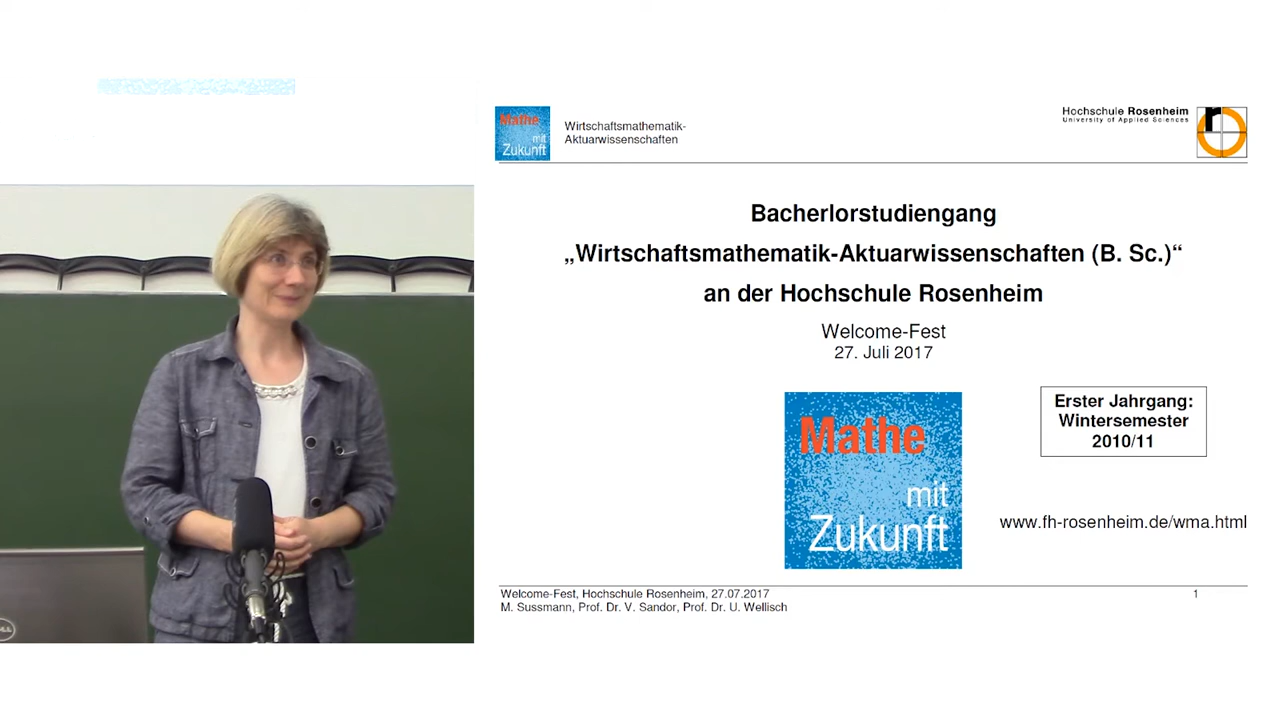 Mathe
mit
Zukunft
Wirtschaftsmathematik-
Aktuarwissenschaften
Hochschule Rosenheim
University of Applied Sciences
r
Bacherlorstudiengang
„Wirtschaftsmathematik-Aktuarwissenschaften (B. Sc.)“
an der Hochschule Rosenheim
Welcome-Fest
27. Juli 2017
Mathe
mit
Zukunft
Erster Jahrgang:
Wintersemester
2010/11
www.fh-rosenheim.de/wma.html
Welcome-Fest, Hochschule Rosenheim, 27.07.2017
M. Sussmann, Prof. Dr. V. Sandor, Prof. Dr. U. Wellisch
1
DELL